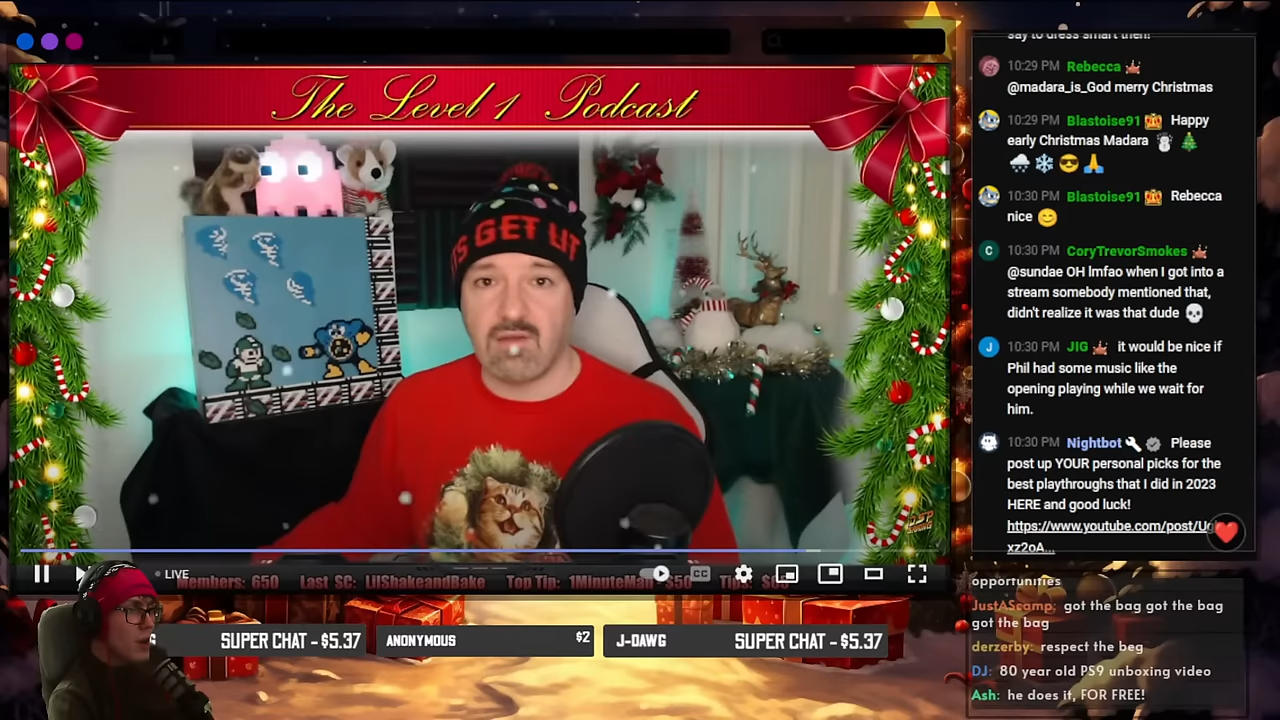 The Level 1 Podcast
'S GET LIT
LIVE
Members: 650 Last SC: LilShakeandBake Top Tip: 1MinuteMan - $50
CC
SUPER CHAT - $5.37
ANONYMOUS $2
J-DAWG SUPER CHAT - $5.37
say to dress smart then!!
10:29 PM Rebecca
@madara_is_God merry Christmas
10:29 PM Blastoise91 Happy
early Christmas Madara ☃️ 🎄
🌨️ ❄️ 😎 🙏
10:30 PM Blastoise91 Rebecca
nice 😊
C 10:30 PM CoryTrevorSmokes
@sundae OH lmfao when I got into a
stream somebody mentioned that,
didn't realize it was that dude 💀
J 10:30 PM JIG it would be nice if
Phil had some music like the
opening playing while we wait for
him.
10:30 PM Nightbot Please
post up YOUR personal picks for the
best playthroughs that I did in 2023
HERE and good luck!
https://www.youtube.com/post/Ug
xz2oA...
opportunities
JustAScamp: got the bag got the bag
got the bag
derzerby: respect the beg
DJ: 80 year old PS9 unboxing video
Ash: he does it, FOR FREE!